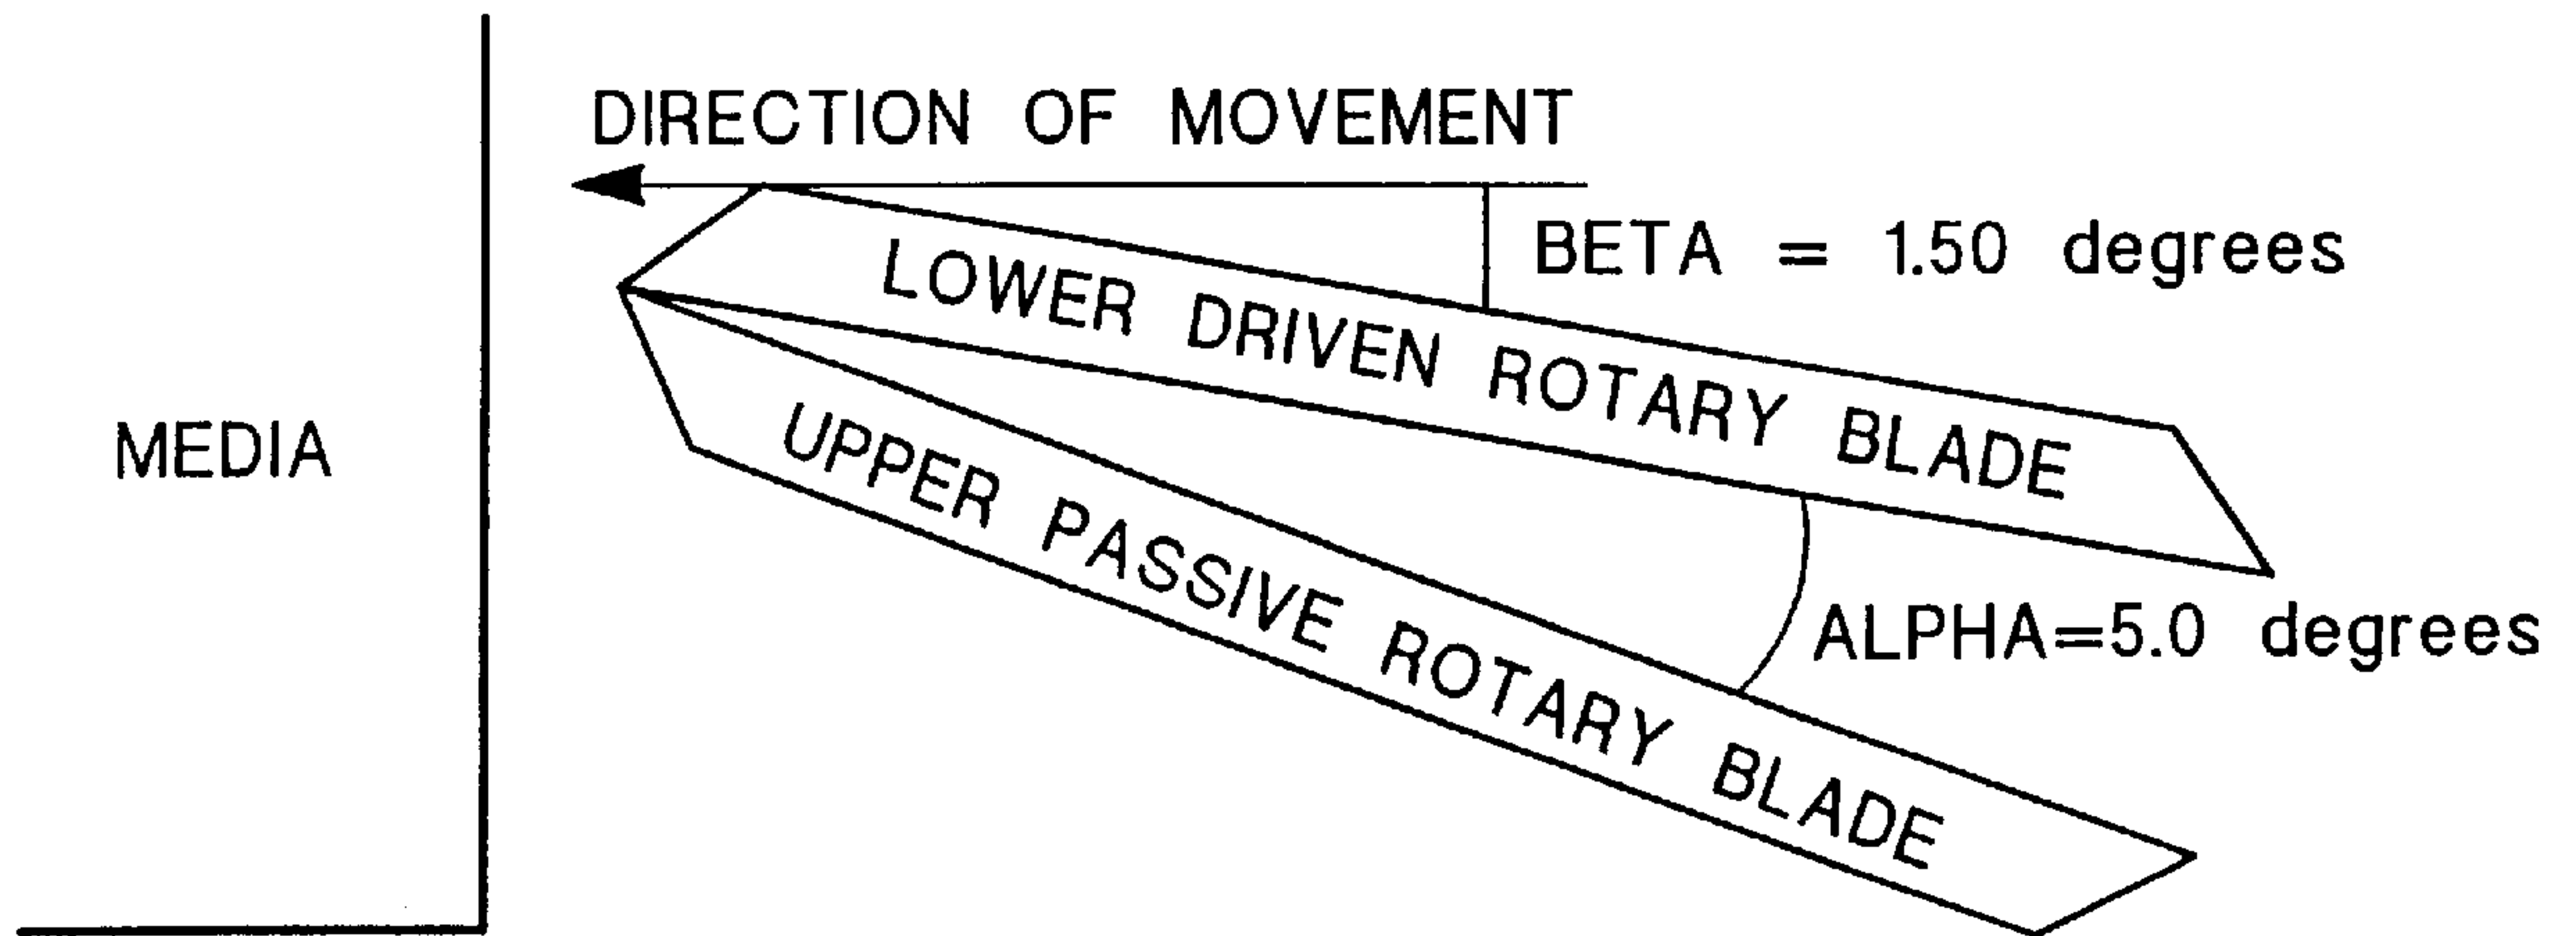 DIRECTION OF MOVEMENT
BETA = 1.50 degrees
LOWER DRIVEN ROTARY BLADE
MEDIA
UPPER PASSIVE ROTARY BLADE
ALPHA=5.0 degrees